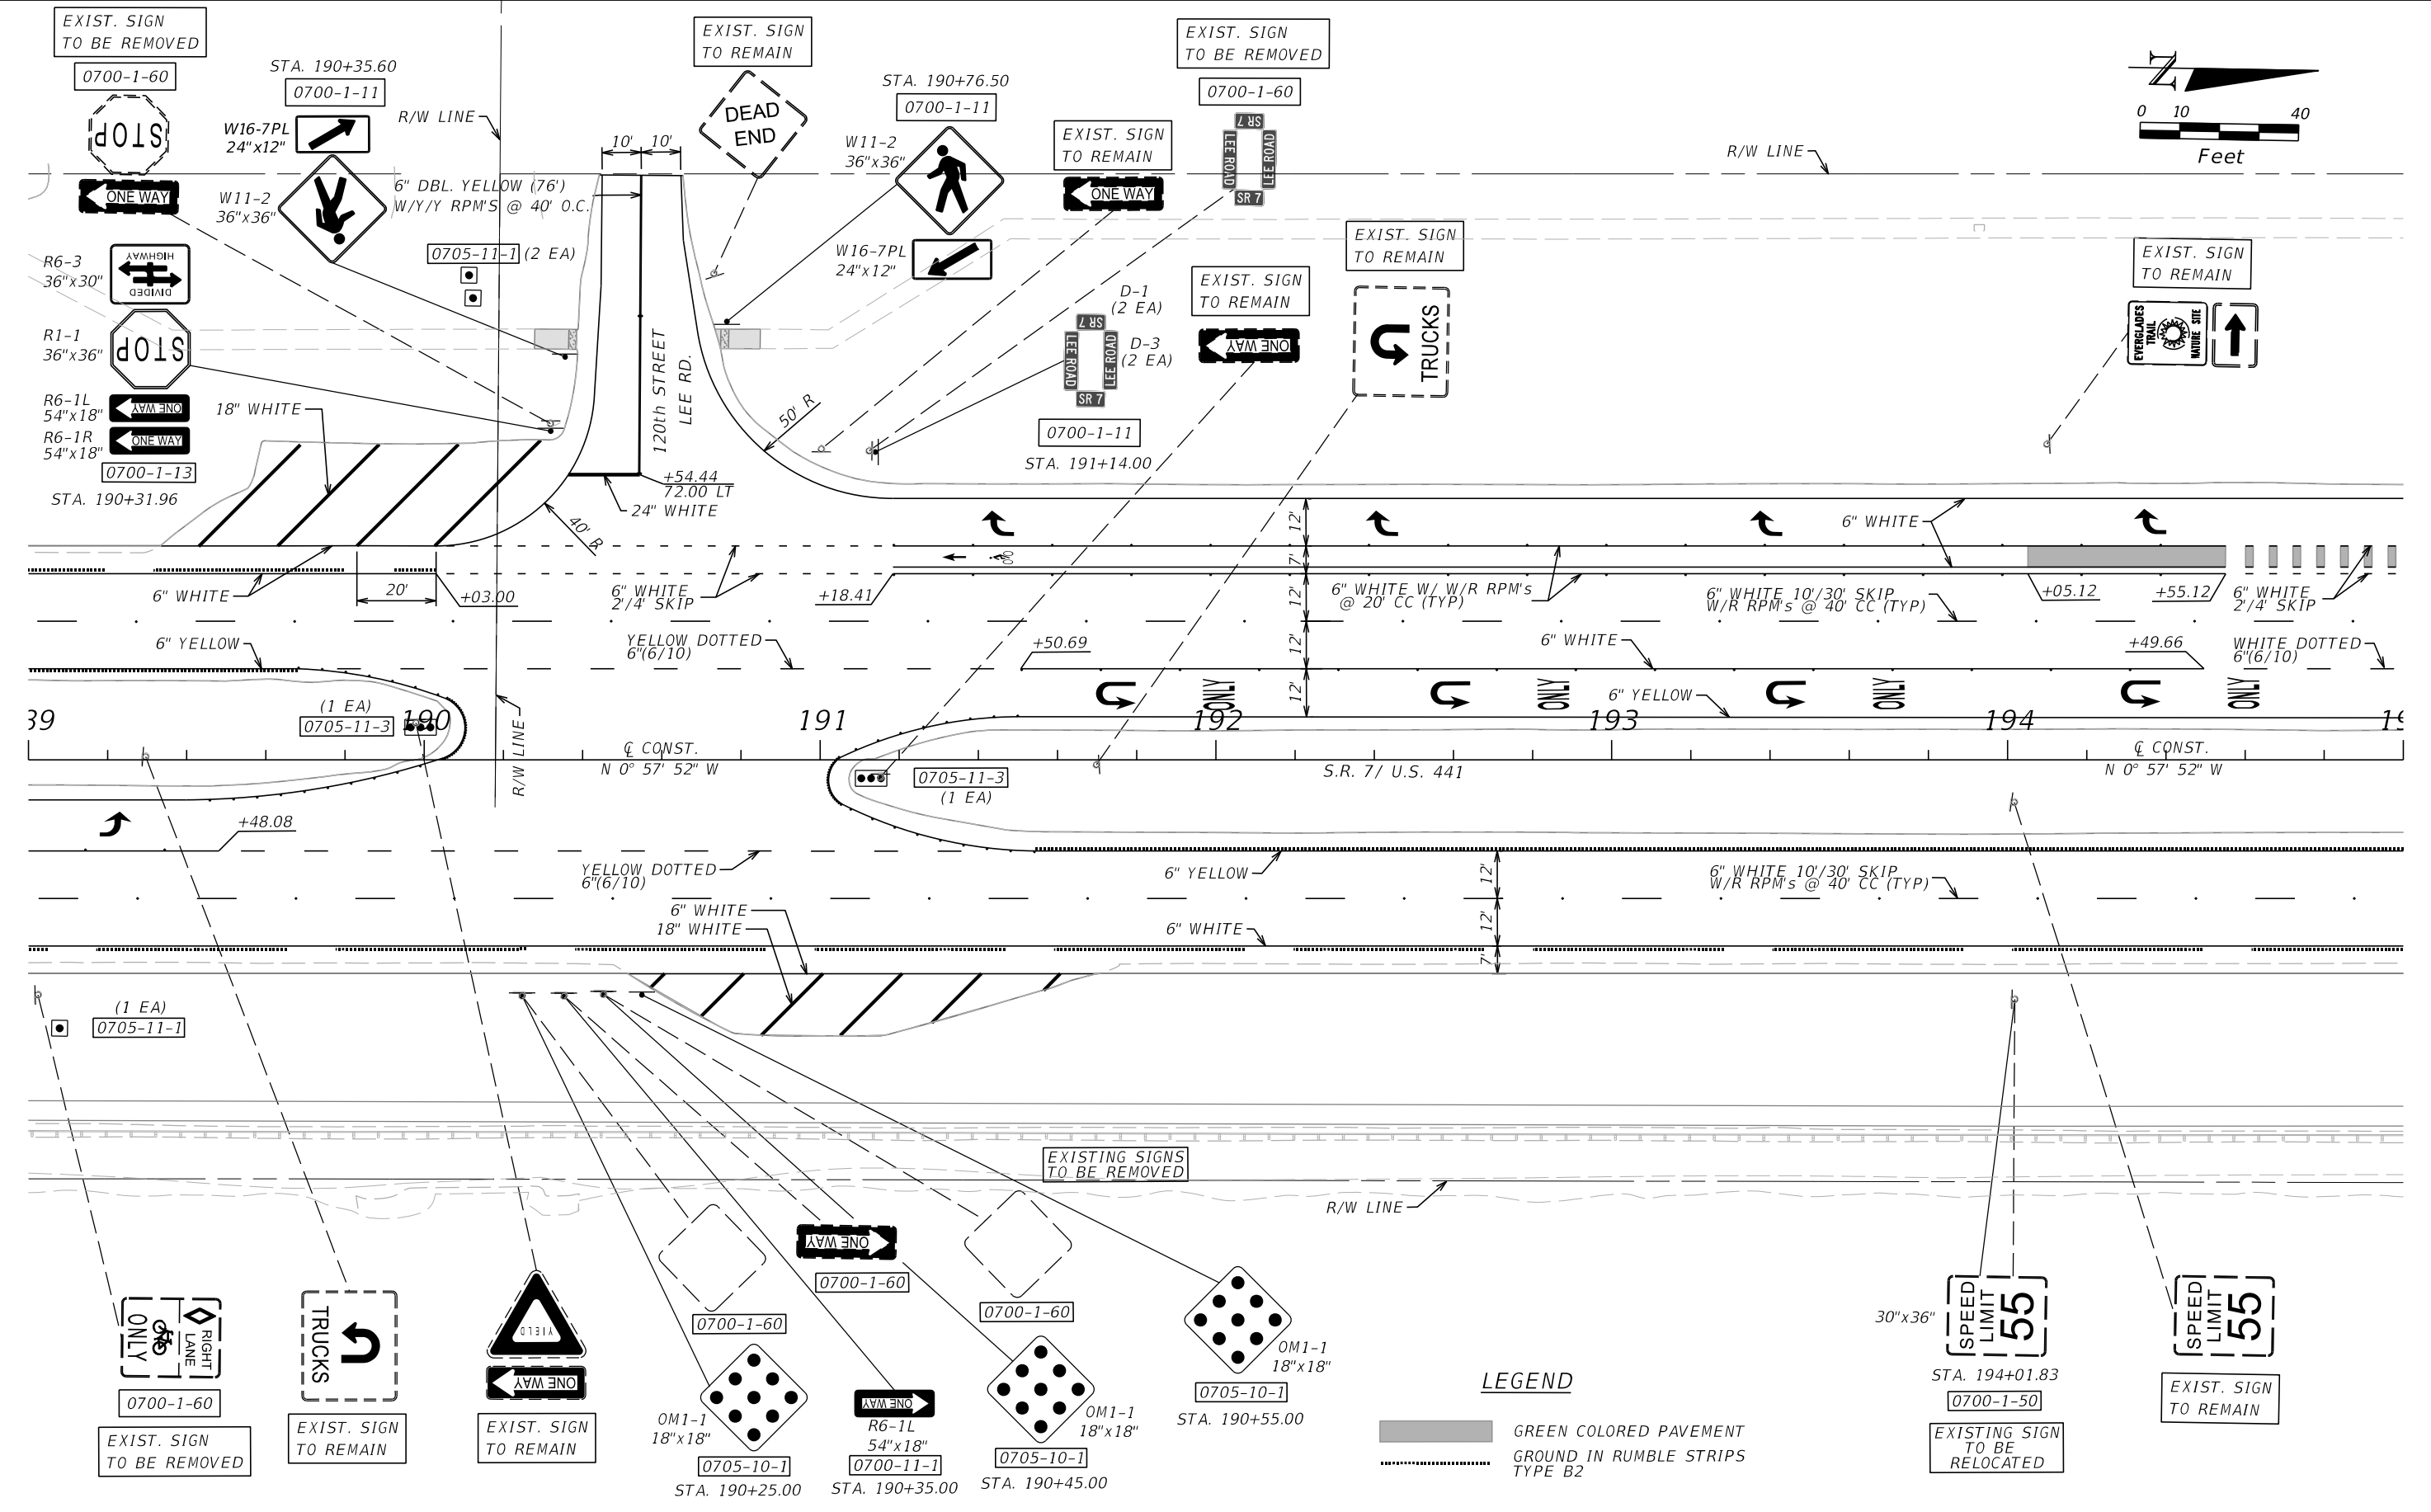 EXIST. SIGN
TO BE REMOVED
0700-1-60
STOP
ONE WAY
STA. 190+35.60
0700-1-11
W16-7PL
24"x12"
W11-2
36"x36"
R/W LINE
6" DBL. YELLOW (76')
W/Y/Y RPM'S @ 40' O.C.
10'
10'
EXIST. SIGN
TO REMAIN
DEAD
END
STA. 190+76.50
0700-1-11
W11-2
36"x36"
W16-7PL
24"x12"
EXIST. SIGN
TO REMAIN
ONE WAY
EXIST. SIGN
TO BE REMOVED
0700-1-60
SR 7
LEE ROAD
LEE ROAD
SR 7
EXIST. SIGN
TO REMAIN
TRUCKS
R/W LINE
N
0 10 40
Feet
EXIST. SIGN
TO REMAIN
EVERGLADES
TRAIL
NATURE SITE
R6-3
36"x30"
DIVIDED
HIGHWAY
0705-11-1 (2 EA)
R1-1
36"x36"
STOP
R6-1L
54"x18"
ONE WAY
R6-1R
54"x18"
ONE WAY
0700-1-13
STA. 190+31.96
18" WHITE
120th STREET
LEE RD.
50' R
40' R
+54.44
72.00 LT
24" WHITE
D-1
(2 EA)
D-3
(2 EA)
SR 7
LEE ROAD
LEE ROAD
SR 7
0700-1-11
STA. 191+14.00
EXIST. SIGN
TO REMAIN
ONE WAY
6" WHITE
12'
7'
12'
12'
12'
6" WHITE
20'
+03.00
6" WHITE
2'/4' SKIP
+18.41
6" WHITE W/ W/R RPM's
@ 20' CC (TYP)
6" WHITE 10'/30' SKIP
W/R RPM's @ 40' CC (TYP)
+05.12
+55.12
6" WHITE
2'/4' SKIP
6" YELLOW
YELLOW DOTTED
6"(6/10)
+50.69
6" WHITE
+49.66
WHITE DOTTED
6"(6/10)
ONLY
ONLY
ONLY
ONLY
6" YELLOW
(1 EA)
0705-11-3
R/W LINE
39
190
191
192
193
194
19
℄ CONST.
N 0° 57' 52" W
0705-11-3
(1 EA)
S.R. 7/ U.S. 441
℄ CONST.
N 0° 57' 52" W
+48.08
YELLOW DOTTED
6"(6/10)
6" YELLOW
12'
12'
7'
6" WHITE 10'/30' SKIP
W/R RPM's @ 40' CC (TYP)
6" WHITE
18" WHITE
6" WHITE
(1 EA)
0705-11-1
EXISTING SIGNS
TO BE REMOVED
R/W LINE
RIGHT
LANE
ONLY
0700-1-60
EXIST. SIGN
TO BE REMOVED
TRUCKS
EXIST. SIGN
TO REMAIN
YIELD
ONE WAY
EXIST. SIGN
TO REMAIN
0700-1-60
OM1-1
18"x18"
0705-10-1
STA. 190+25.00
ONE WAY
0700-1-60
ONE WAY
R6-1L
54"x18"
0700-11-1
STA. 190+35.00
0700-1-60
OM1-1
18"x18"
0705-10-1
STA. 190+45.00
OM1-1
18"x18"
0705-10-1
STA. 190+55.00
LEGEND
GREEN COLORED PAVEMENT
GROUND IN RUMBLE STRIPS
TYPE B2
30"x36"
SPEED
LIMIT
55
STA. 194+01.83
0700-1-50
EXISTING SIGN
TO BE
RELOCATED
SPEED
LIMIT
55
EXIST. SIGN
TO REMAIN